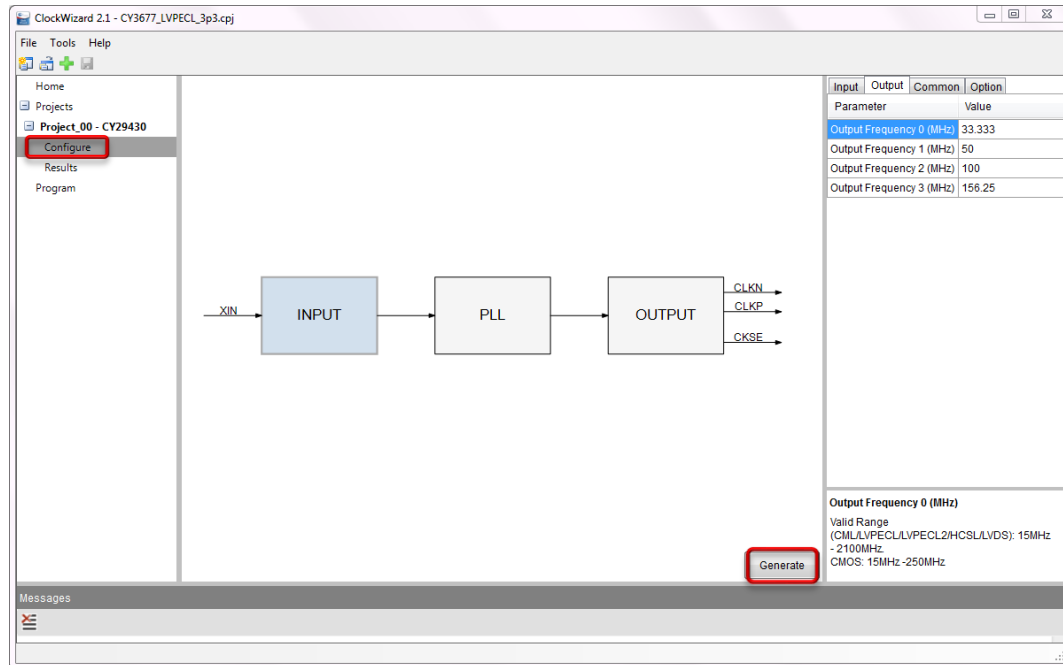 ClockWizard 2.1 - CY3677_LVPECL_3p3.cpj
File Tools Help
Home
Projects
Project_00 - CY29430
Configure
Results
Program
XIN
INPUT
PLL
OUTPUT
CLKN
CLKP
CKSE
Generate
Input Output Common Option
Parameter Value
Output Frequency 0 (MHz) 33.333
Output Frequency 1 (MHz) 50
Output Frequency 2 (MHz) 100
Output Frequency 3 (MHz) 156.25
Output Frequency 0 (MHz)
Valid Range
(CML/LVPECL/LVPECL2/HCSL/LVDS): 15MHz
- 2100MHz.
CMOS: 15MHz -250MHz
Messages